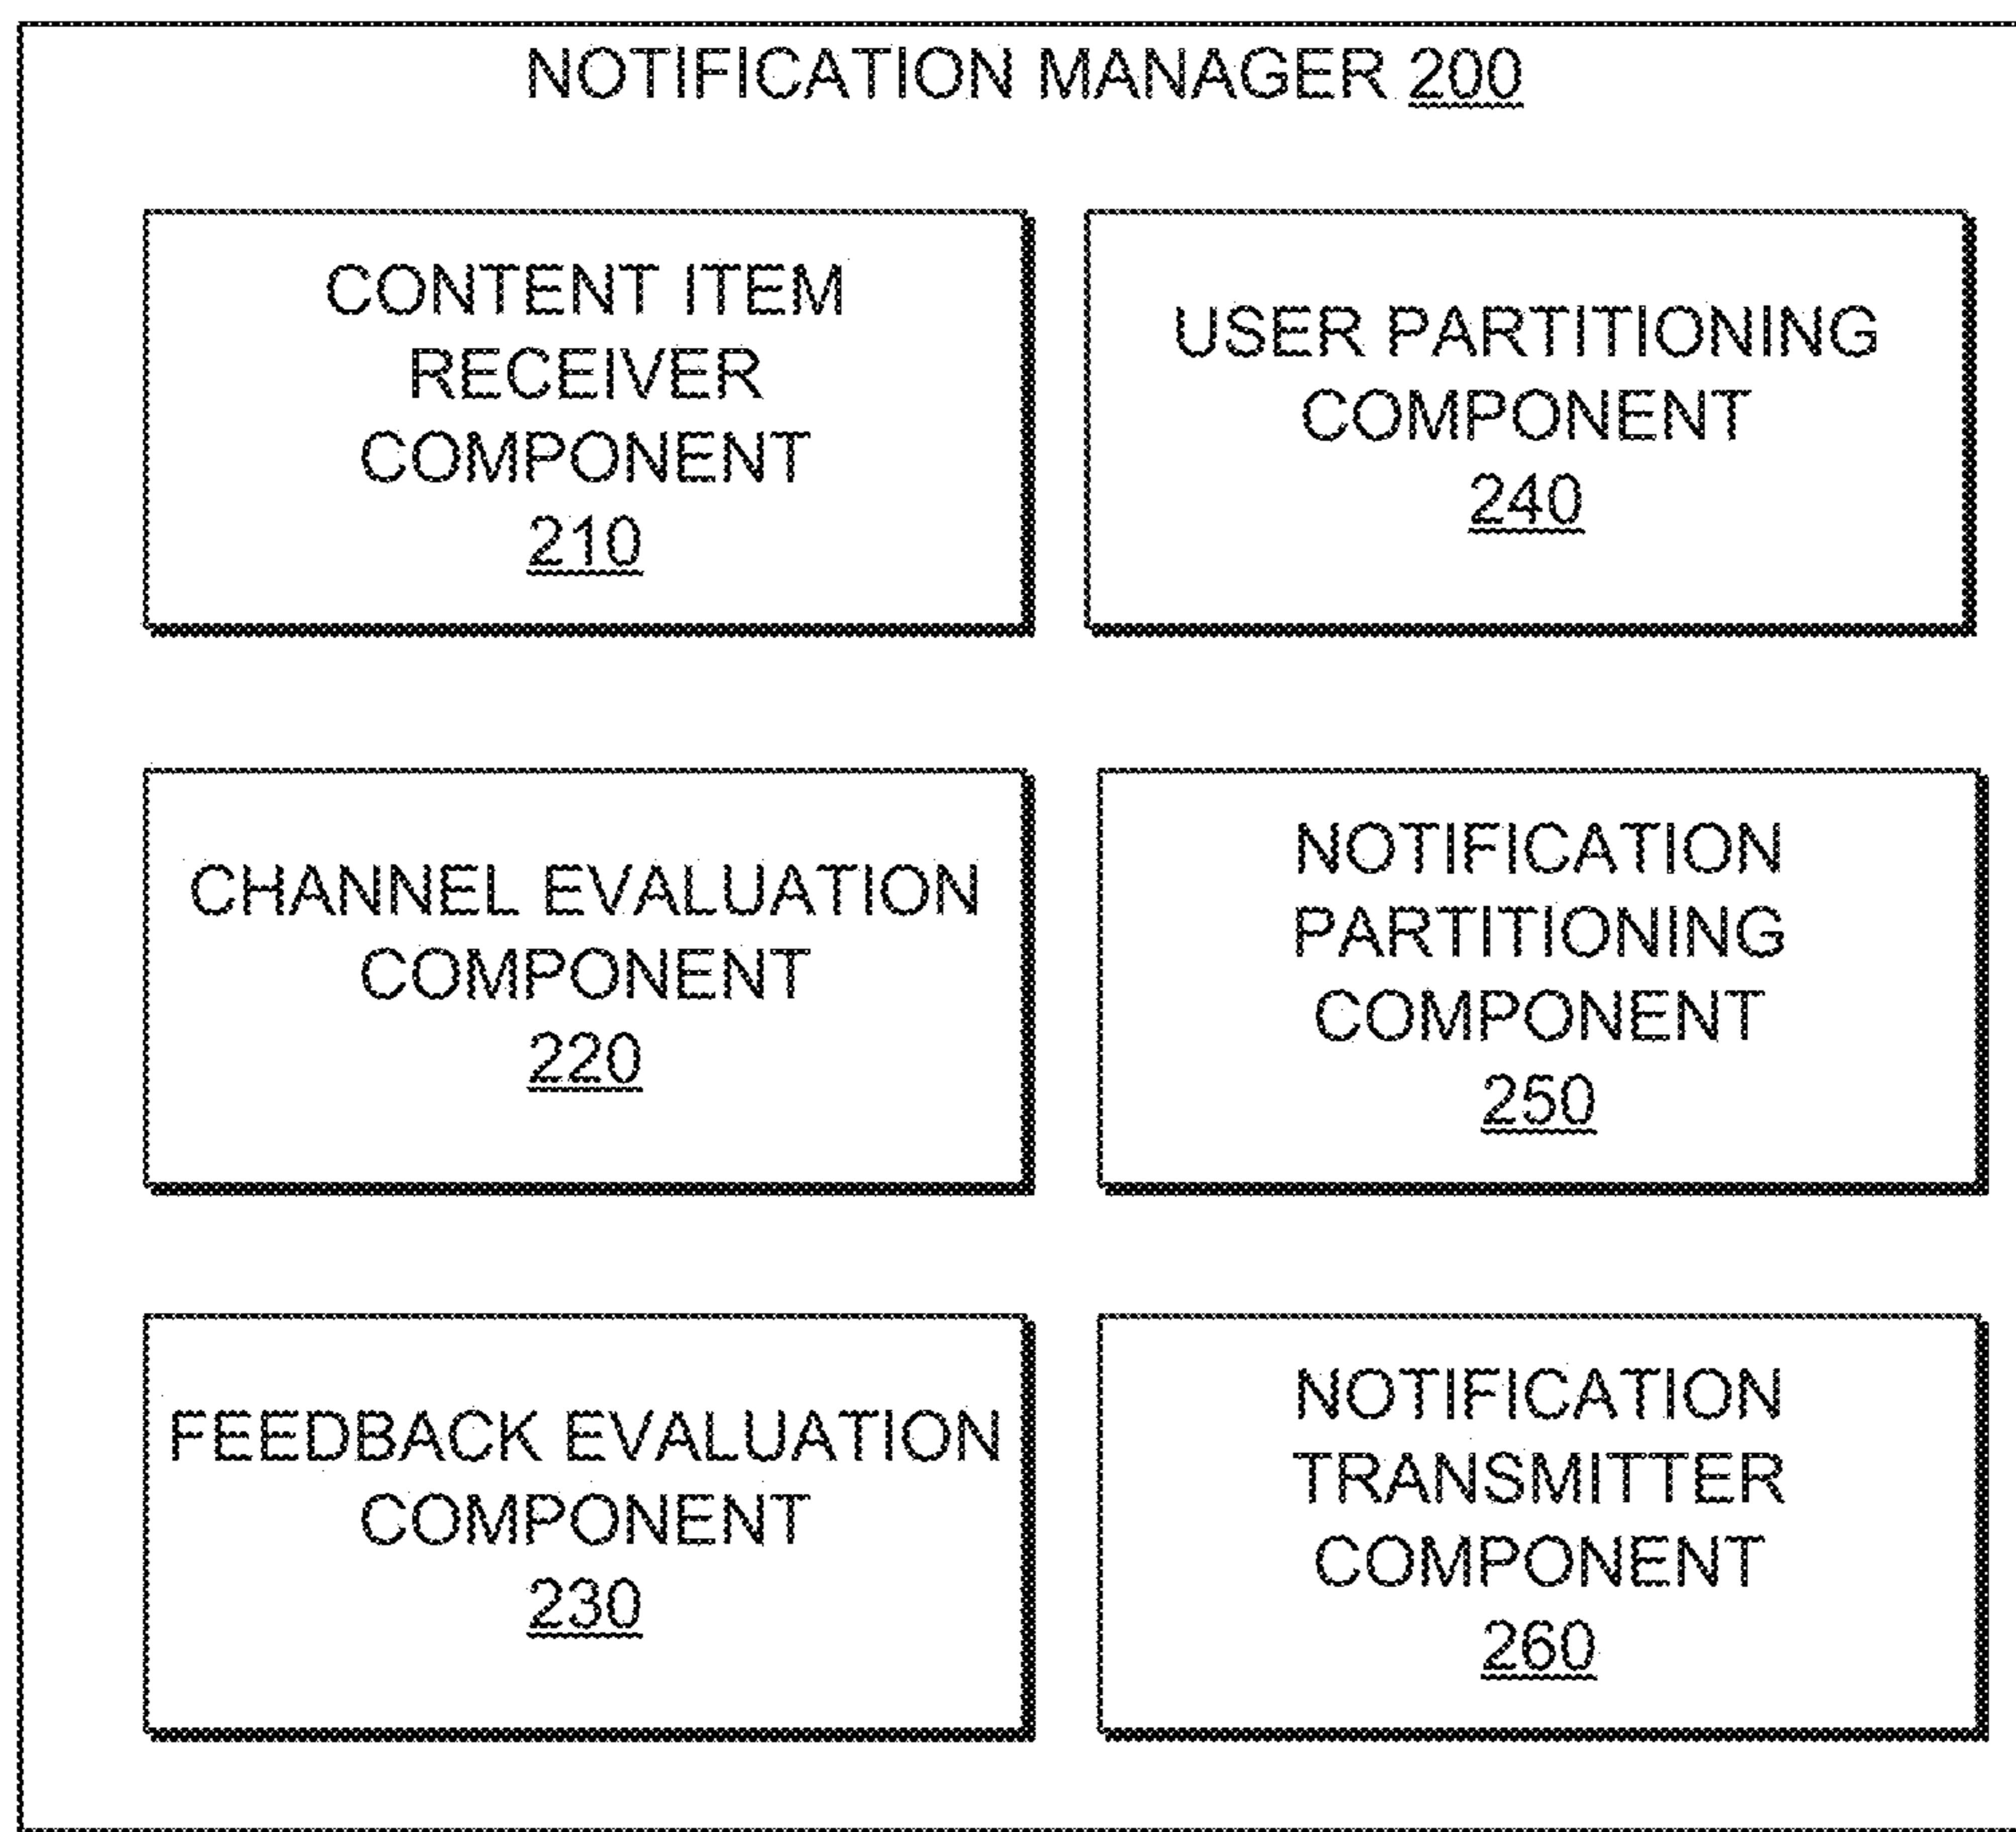 NOTIFICATION MANAGER 200
CONTENT ITEM
RECEIVER
COMPONENT
210
USER PARTITIONING
COMPONENT
240
CHANNEL EVALUATION
COMPONENT
220
NOTIFICATION
PARTITIONING
COMPONENT
250
FEEDBACK EVALUATION
COMPONENT
230
NOTIFICATION
TRANSMITTER
COMPONENT
260